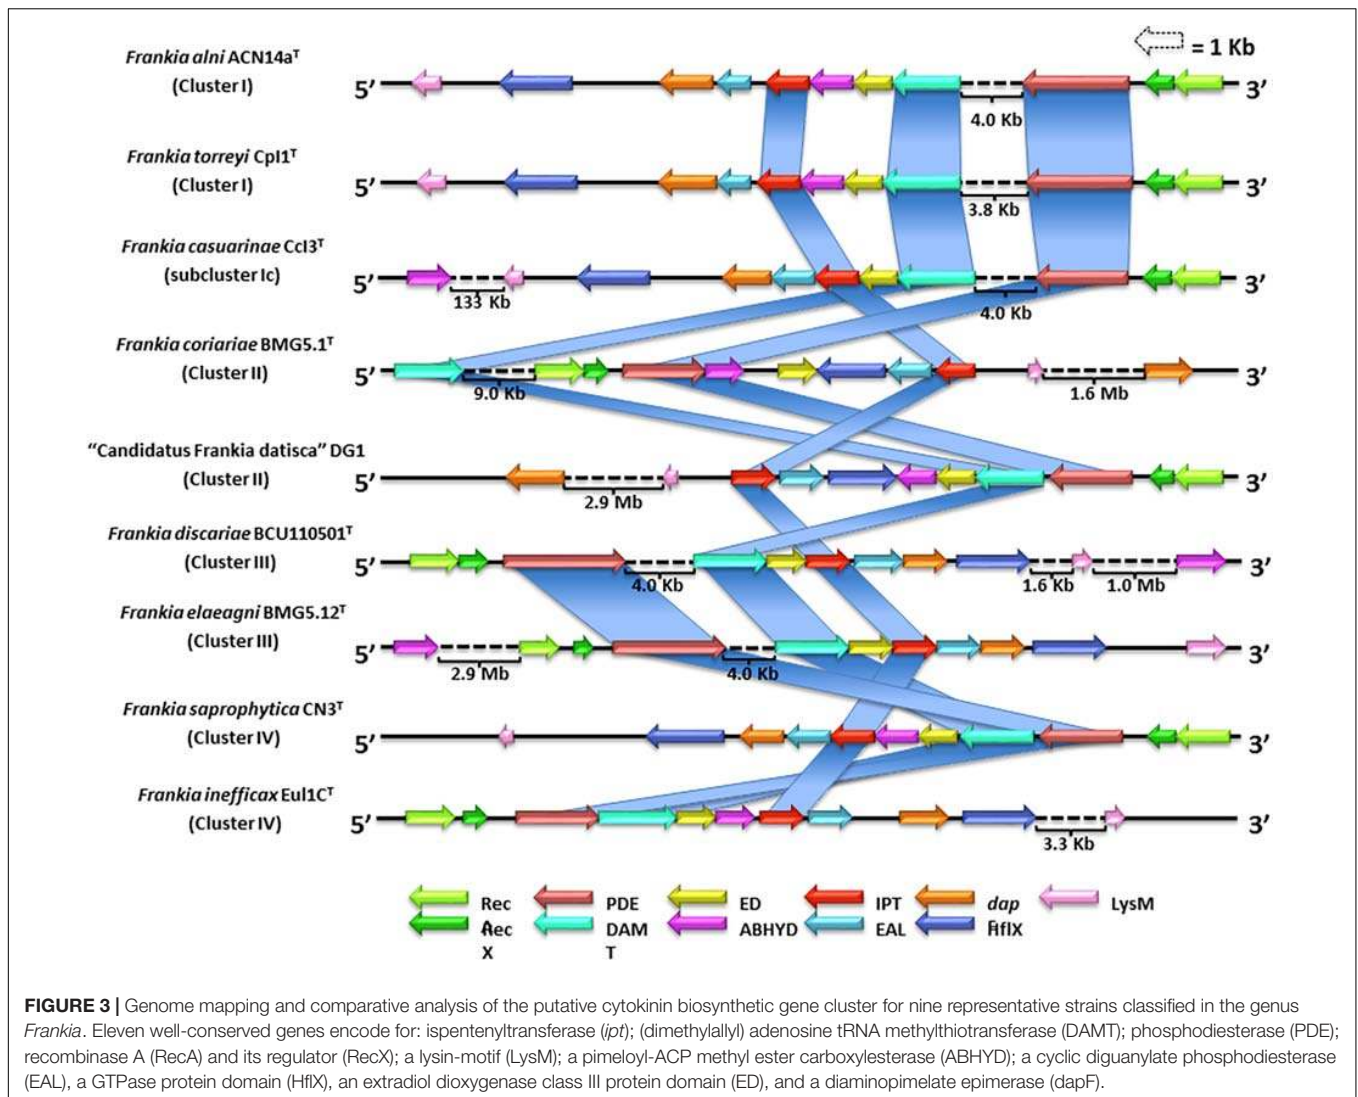 = 1 Kb
Frankia alni ACN14aᵀ
(Cluster I)
5’ 3’
4.0 Kb
Frankia torreyi CpI1ᵀ
(Cluster I)
5’ 3’
3.8 Kb
Frankia casuarinae CcI3ᵀ
(subcluster Ic)
5’ 3’
133 Kb 4.0 Kb
Frankia coriariae BMG5.1ᵀ
(Cluster II)
5’ 3’
9.0 Kb 1.6 Mb
“Candidatus Frankia datisca” DG1
(Cluster II)
5’ 3’
2.9 Mb
Frankia discariae BCU110501ᵀ
(Cluster III)
5’ 3’
4.0 Kb 1.6 Kb 1.0 Mb
Frankia elaeagni BMG5.12ᵀ
(Cluster III)
5’ 3’
2.9 Mb 4.0 Kb
Frankia saprophytica CN3ᵀ
(Cluster IV)
5’ 3’
Frankia inefficax EuI1Cᵀ
(Cluster IV)
5’ 3’
3.3 Kb
Rec PDE ED IPT dap LysM
Rec DAM ABHYD EAL HflX
X T
FIGURE 3 | Genome mapping and comparative analysis of the putative cytokinin biosynthetic gene cluster for nine representative strains classified in the genus
Frankia. Eleven well-conserved genes encode for: ispentenyltransferase (ipt); (dimethylallyl) adenosine tRNA methylthiotransferase (DAMT); phosphodiesterase (PDE);
recombinase A (RecA) and its regulator (RecX); a lysin-motif (LysM); a pimeloyl-ACP methyl ester carboxylesterase (ABHYD); a cyclic diguanylate phosphodiesterase
(EAL), a GTPase protein domain (HflX), an extradiol dioxygenase class III protein domain (ED), and a diaminopimelate epimerase (dapF).